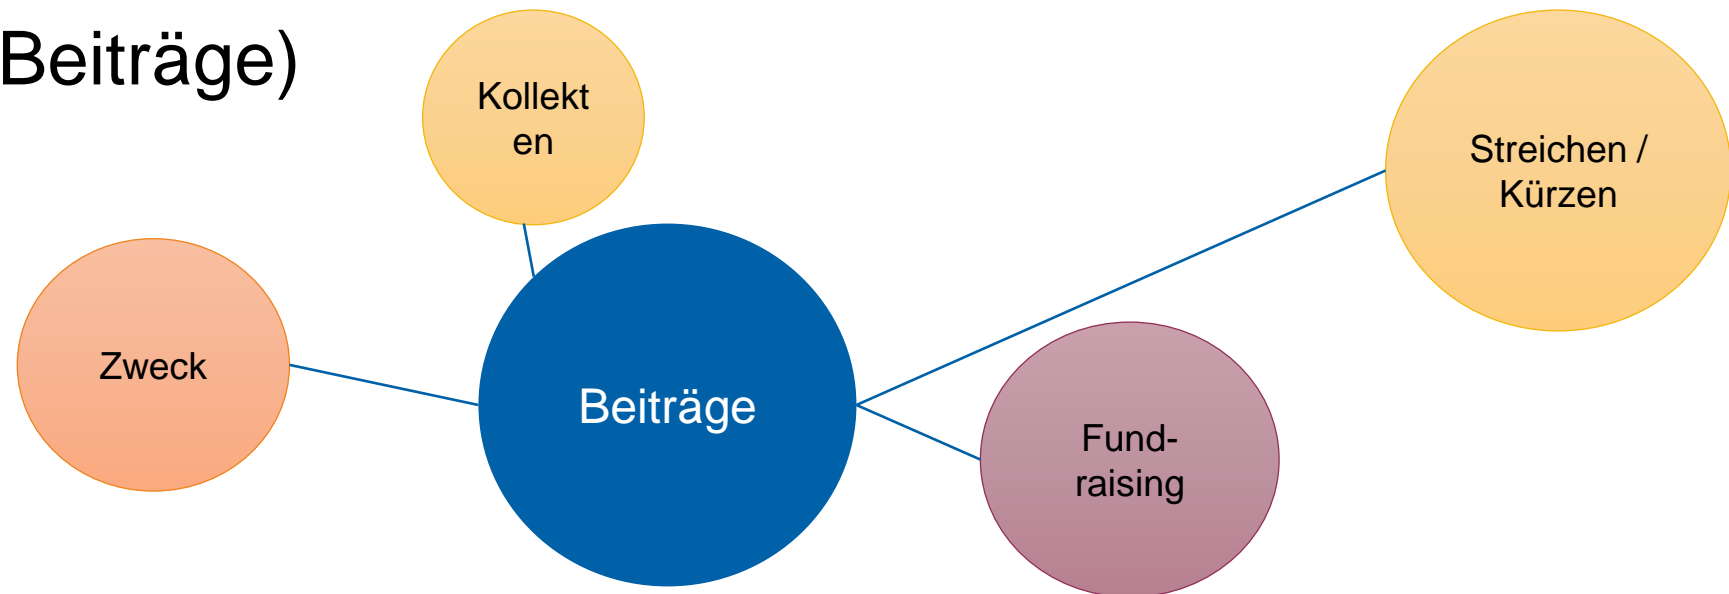 Beiträge)
Kollekt
en
Streichen /
Kürzen
Zweck
Beiträge
Fund-
raising